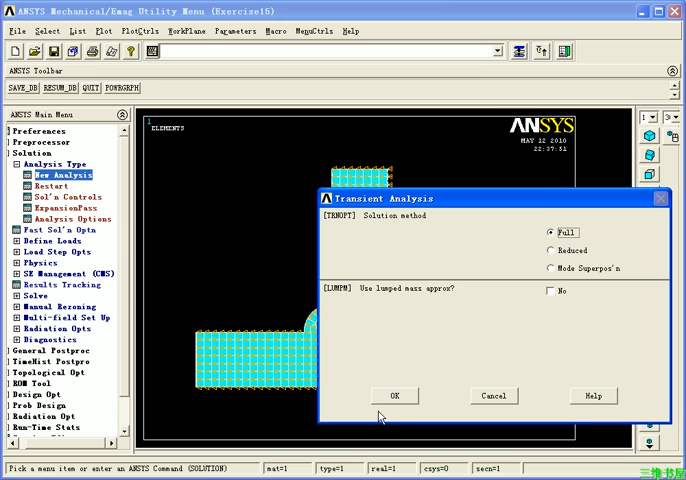 ANSYS Mechanical/Emag Utility Menu (Exercise15)
File Select List Plot PlotCtrls WorkPlane Parameters Macro MenuCtrls Help
ANSYS Toolbar
SAVE_DB RESUM_DB QUIT POWRGRPH
ANSYS Main Menu
Preferences
Preprocessor
Solution
Analysis Type
New Analysis
Restart
Sol'n Controls
ExpansionPass
Analysis Options
Fast Sol'n Optn
Define Loads
Load Step Opts
Physics
SE Management (CMS)
Results Tracking
Solve
Manual Rezoning
Multi-field Set Up
Radiation Opts
Diagnostics
General Postproc
TimeHist Postpro
Topological Opt
ROM Tool
Design Opt
Prob Design
Radiation Opt
Run-Time Stats
1
ELEMENTS
ANSYS
MAY 12 2010
22:37:31
1
3
Transient Analysis
[TRNOPT] Solution method
Full
Reduced
Mode Superpos'n
[LUMPM] Use lumped mass approx?
No
OK Cancel Help
Pick a menu item or enter an ANSYS Command (SOLUTION) mat=1 type=1 real=1 csys=0 secn=1
三维书屋